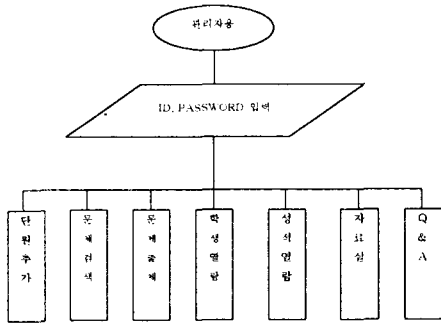 관리자용
ID, PASSWORD 입력
단원추가
문제검색
문제출제
학생열람
성적열람
자료실
Q & A